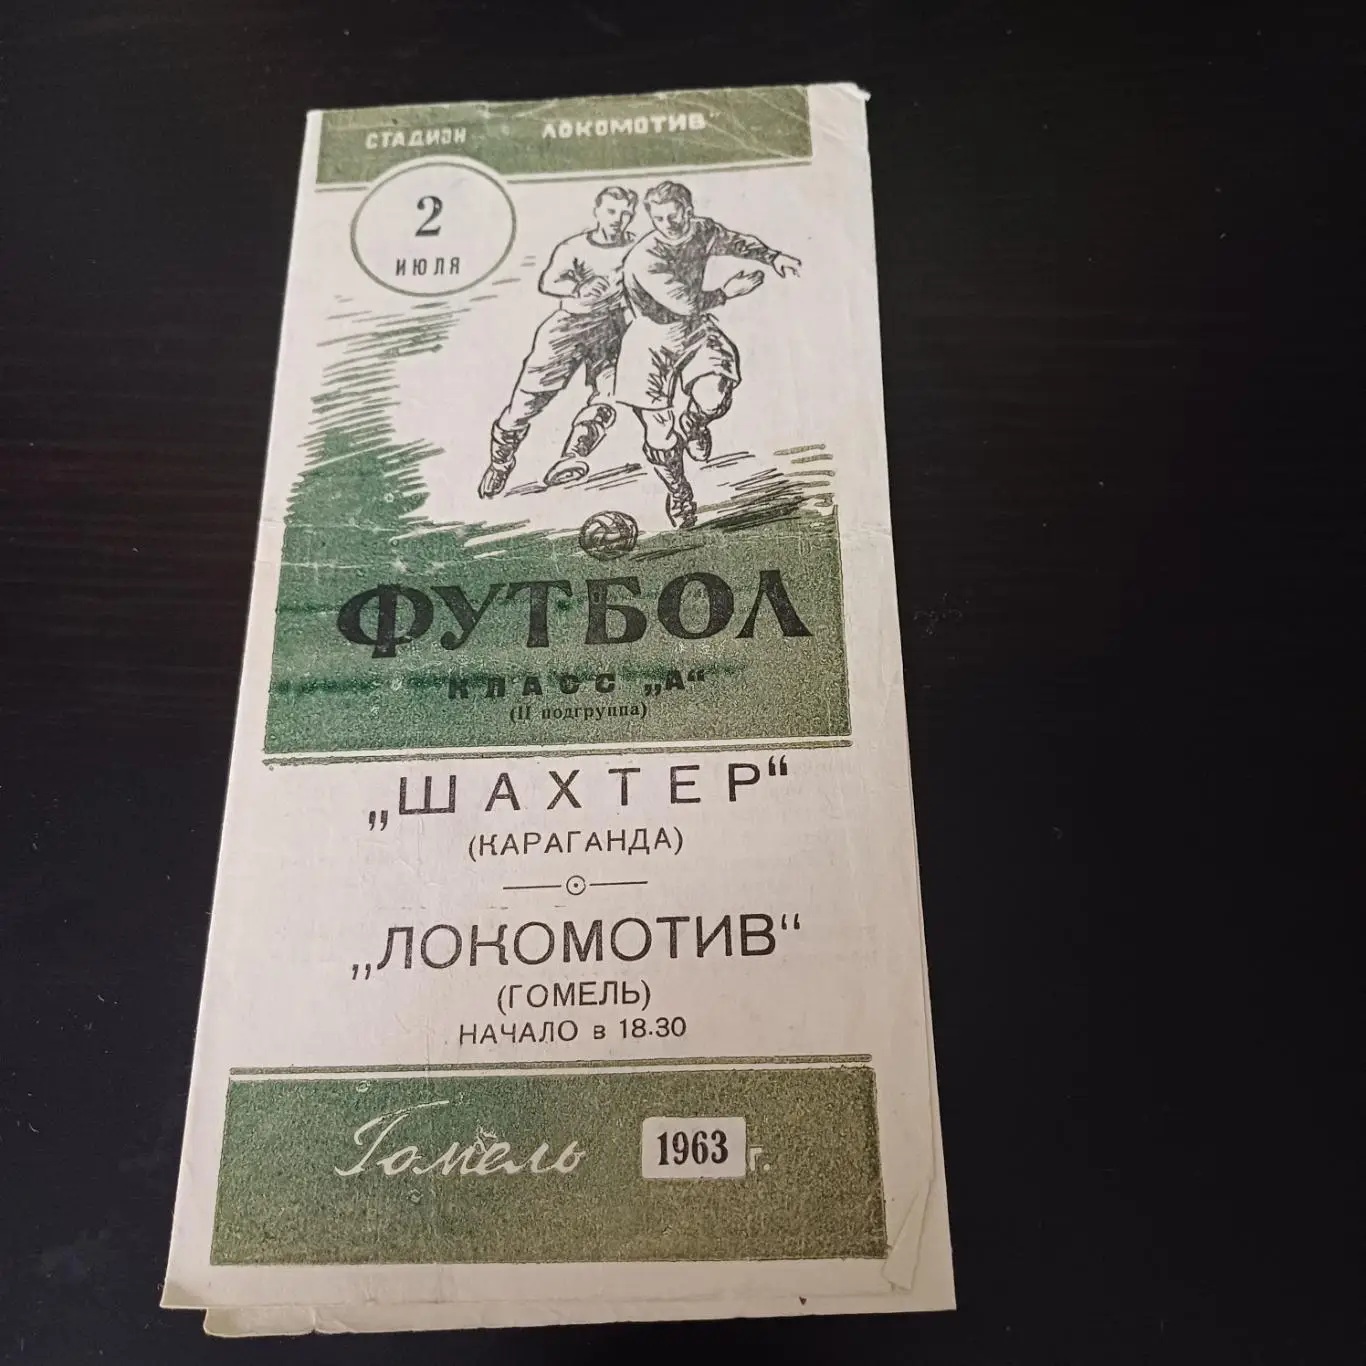 СТАДИОН ЛОКОМОТИВ"
2
ИЮЛЯ
ФУТБОЛ
КЛАСС „А“
(II подгруппа)
„ШАХТЕР“
(КАРАГАНДА)
„ЛОКОМОТИВ“
(ГОМЕЛЬ)
НАЧАЛО в 18.30
Гомель 1963 г.